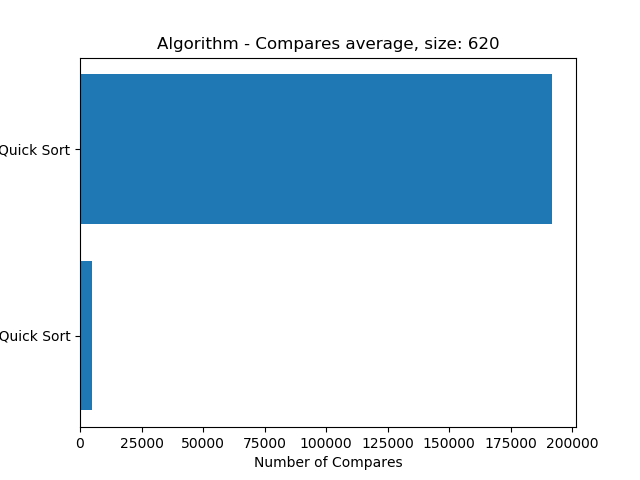 Algorithm - Compares average, size: 620
Quick Sort
Quick Sort
0 25000 50000 75000 100000 125000 150000 175000 200000
Number of Compares